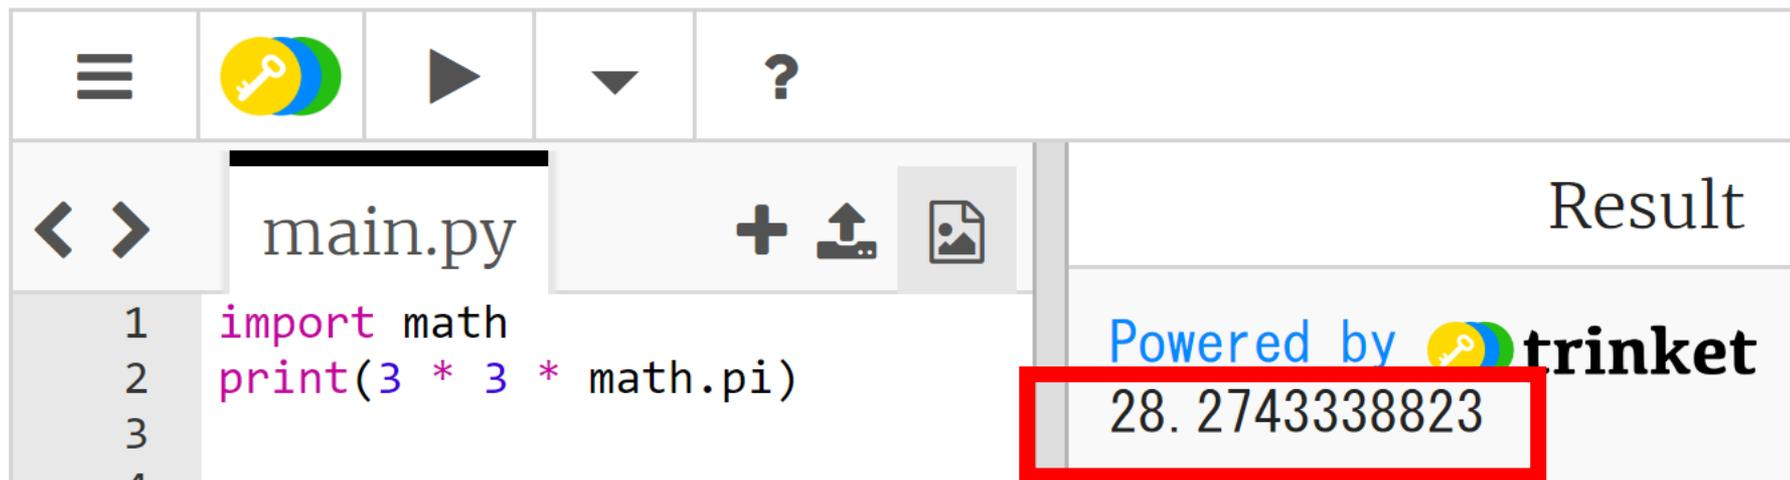 ?
main.py
Result
1 import math
2 print(3 * 3 * math.pi)
3
Powered by trinket
28.2743338823